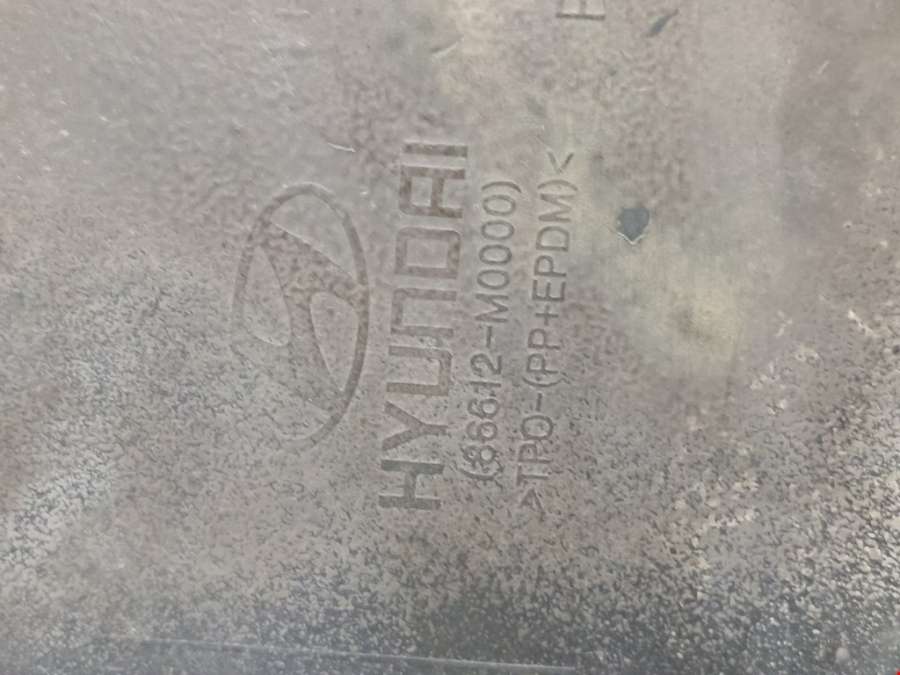 HYUNDAI
(86612-M0000)
>TPO-(PP+EPDM)<